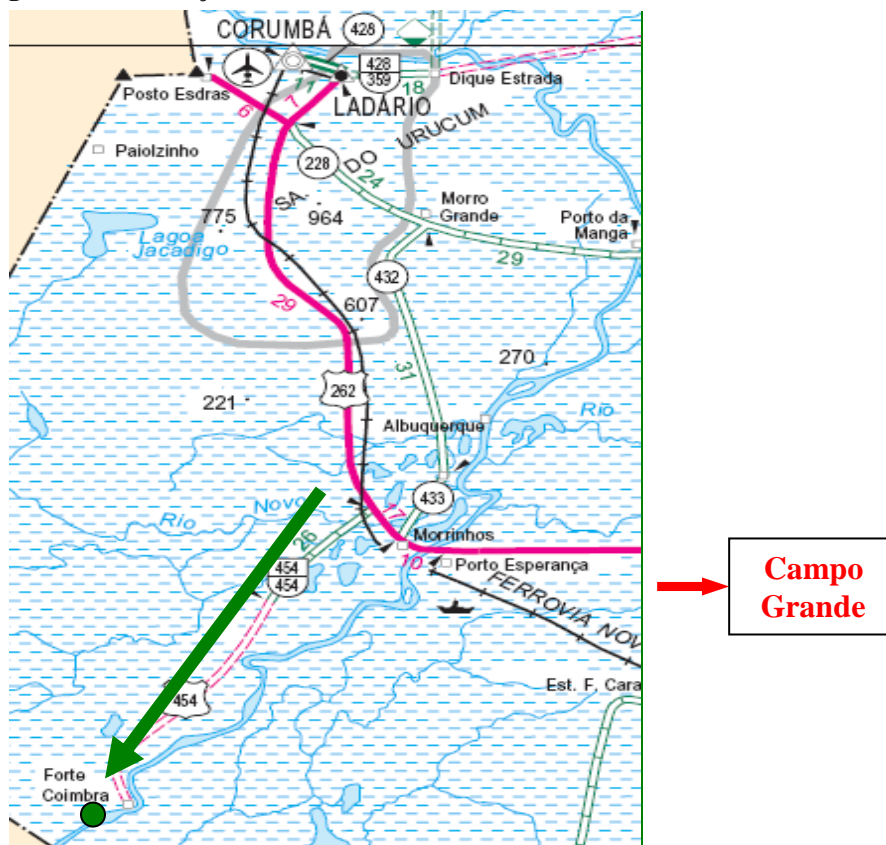 CORUMBÁ 428
428
359
Dique Estrada
11
18
Posto Esdras
6
7
LADÁRIO
Paiolzinho
228
SA DO URUCUM
24
775
964
Morro
Grande
Porto da
Manga
Lagoa
Jacadigo
29
432
29
607
31
270
262
221
Albuquerque
Rio
Rio Novo
17
433
26
Morrinhos
454
454
10
Porto Esperança
FERROVIA NOV
Campo
Grande
Est. F. Cara
454
Forte
Coimbra